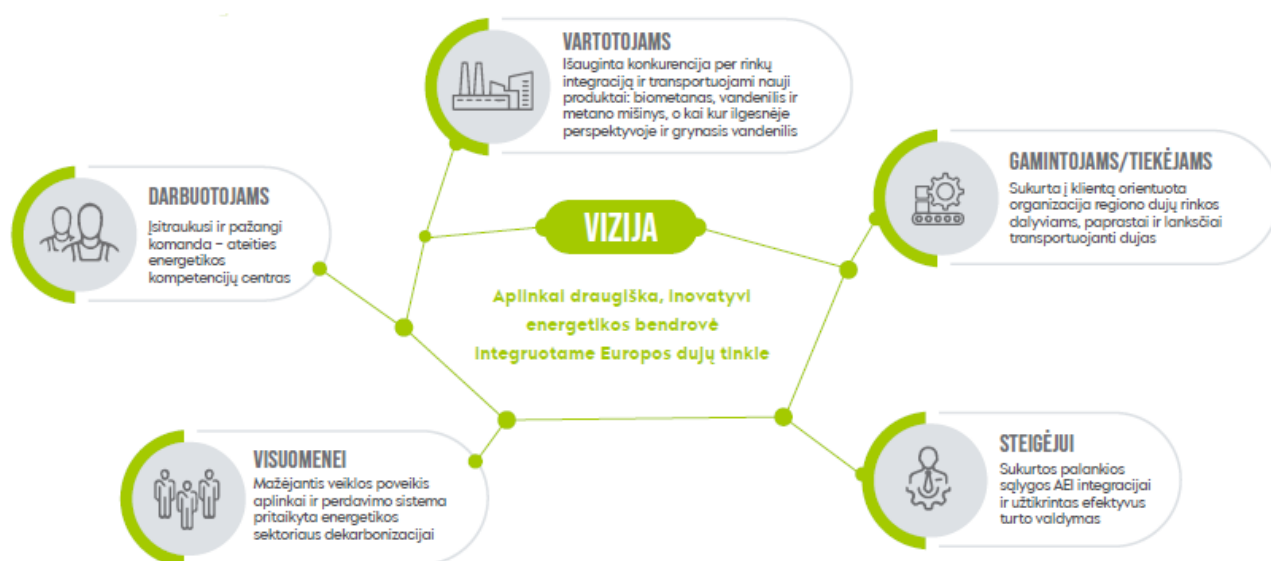 VARTOTOJAMS
Išauginta konkurencija per rinkų
integraciją ir transportuojami nauji
produktai: biometanas, vandenilis ir
metano mišinys, o kai kur ilgesnėje
perspektyvoje ir grynasis vandenilis
GAMINTOJAMS/TIEKĖJAMS
Sukurta į klientą orientuota
organizacija regiono dujų rinkos
dalyviams, paprastai ir lanksčiai
transportuojanti dujas
DARBUOTOJAMS
Įsitraukusi ir pažangi
komanda – ateities
energetikos
kompetencijų centras
VIZIJA
Aplinkai draugiška, inovatyvi
energetikos bendrovė
integruotame Europos dujų tinkle
VISUOMENEI
Mažėjantis veiklos poveikis
aplinkai ir perdavimo sistema
pritaikyta energetikos
sektoriaus dekarbonizacijai
STEIGĖJUI
Sukurtos palankios
sąlygos AEI integracijai
ir užtikrintas efektyvus
turto valdymas